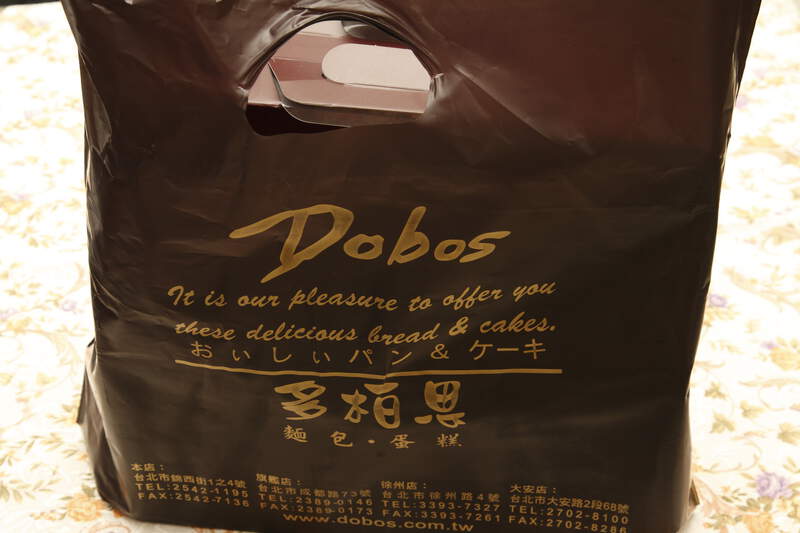 Dobos
It is our pleasure to offer you
these delicious bread & cakes.
おいしいパン & ケーキ
多栢思
麵包・蛋糕
本店：
台北市錦西街1之4號
TEL:2542-1195
FAX:2542-7136
旗艦店：
台北市成都路73號
TEL:2389-0146
FAX:2389-0173
徐州店：
台北市徐州路4號
TEL:3393-7327
FAX:3393-7261
大安店：
台北市大安路2段68號
TEL:2702-8100
FAX:2702-8286
www.dobos.com.tw